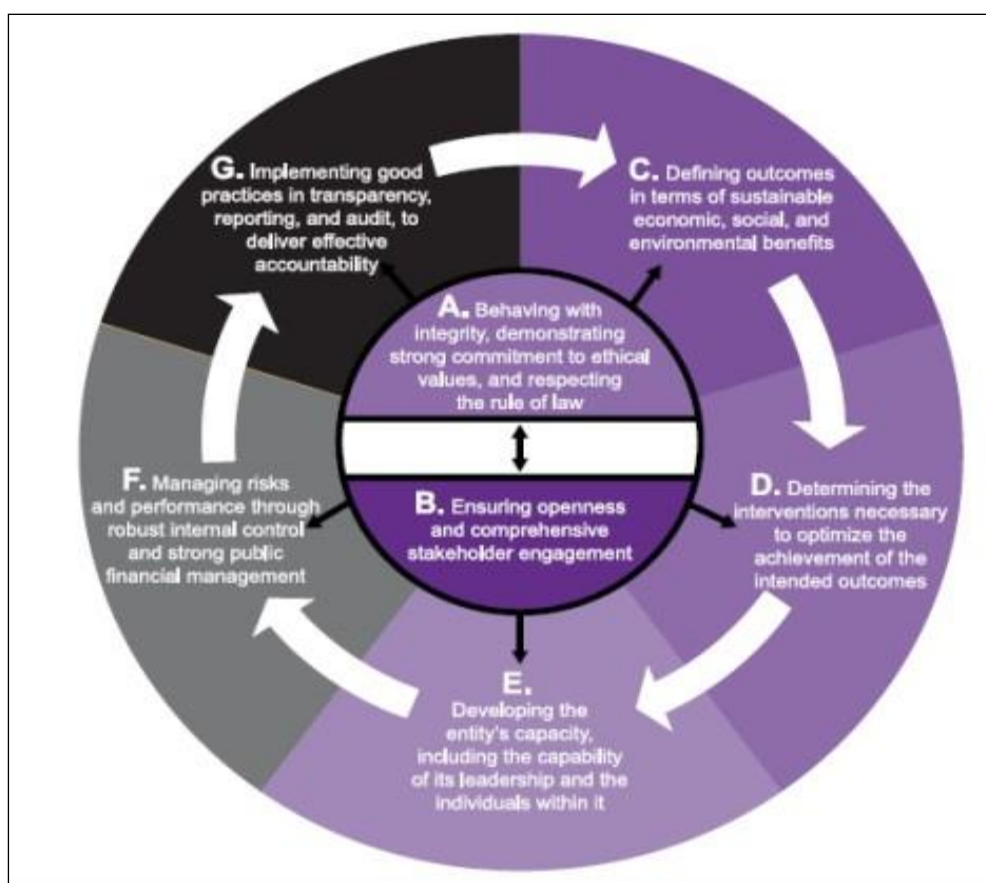 A. Behaving with
integrity, demonstrating
strong commitment to ethical
values, and respecting
the rule of law
B. Ensuring openness
and comprehensive
stakeholder engagement
C. Defining outcomes
in terms of sustainable
economic, social, and
environmental benefits
D. Determining the
interventions necessary
to optimize the
achievement of the
intended outcomes
E.
Developing the
entity's capacity,
including the capability
of its leadership and the
individuals within it
F. Managing risks
and performance through
robust internal control
and strong public
financial management
G. Implementing good
practices in transparency,
reporting, and audit, to
deliver effective
accountability